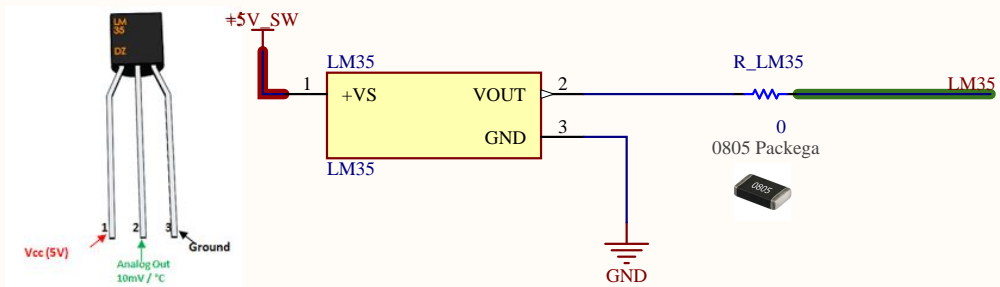 LM
35
DZ
1
2
3
Vcc (5V)
Analog Out
10mV / °C
Ground
+5V_SW
LM35
1
+VS
VOUT
2
GND
3
LM35
GND
R_LM35
0
0805 Packega
0805
LM35